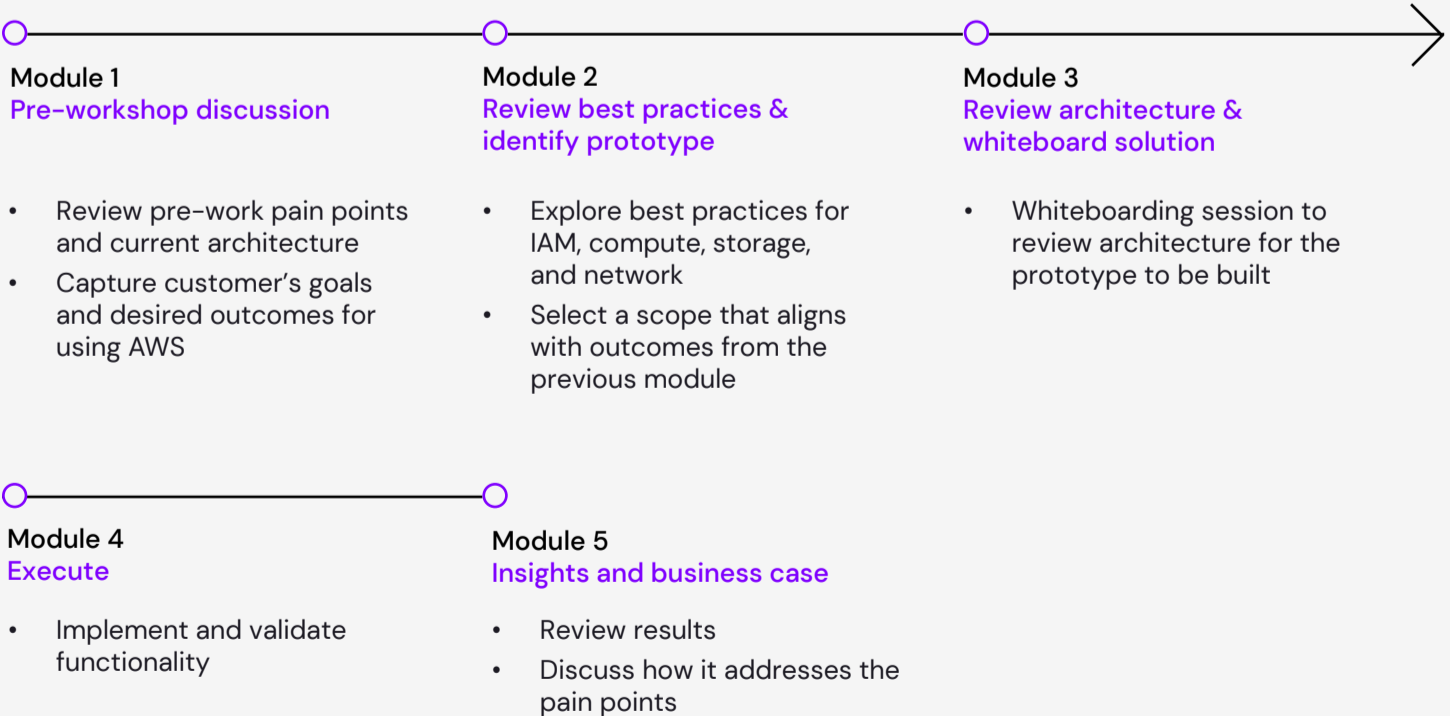 Module 1
Pre-workshop discussion
• Review pre-work pain points
and current architecture
• Capture customer’s goals
and desired outcomes for
using AWS
Module 2
Review best practices &
identify prototype
• Explore best practices for
IAM, compute, storage,
and network
• Select a scope that aligns
with outcomes from the
previous module
Module 3
Review architecture &
whiteboard solution
• Whiteboarding session to
review architecture for the
prototype to be built
Module 4
Execute
• Implement and validate
functionality
Module 5
Insights and business case
• Review results
• Discuss how it addresses the
pain points